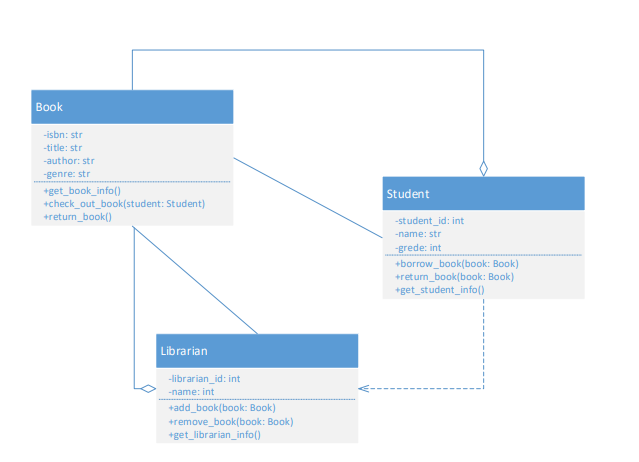 Book
-isbn: str
-title: str
-author: str
-genre: str
+get_book_info()
+check_out_book(student: Student)
+return_book()
Student
-student_id: int
-name: str
-grede: int
+borrow_book(book: Book)
+return_book(book: Book)
+get_student_info()
Librarian
-librarian_id: int
-name: int
+add_book(book: Book)
+remove_book(book: Book)
+get_librarian_info()